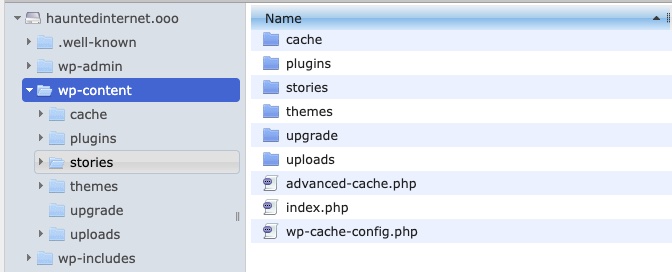 hauntedinternet.ooo
.well-known
wp-admin
wp-content
cache
plugins
stories
themes
upgrade
uploads
wp-includes
Name
cache
plugins
stories
themes
upgrade
uploads
advanced-cache.php
index.php
wp-cache-config.php